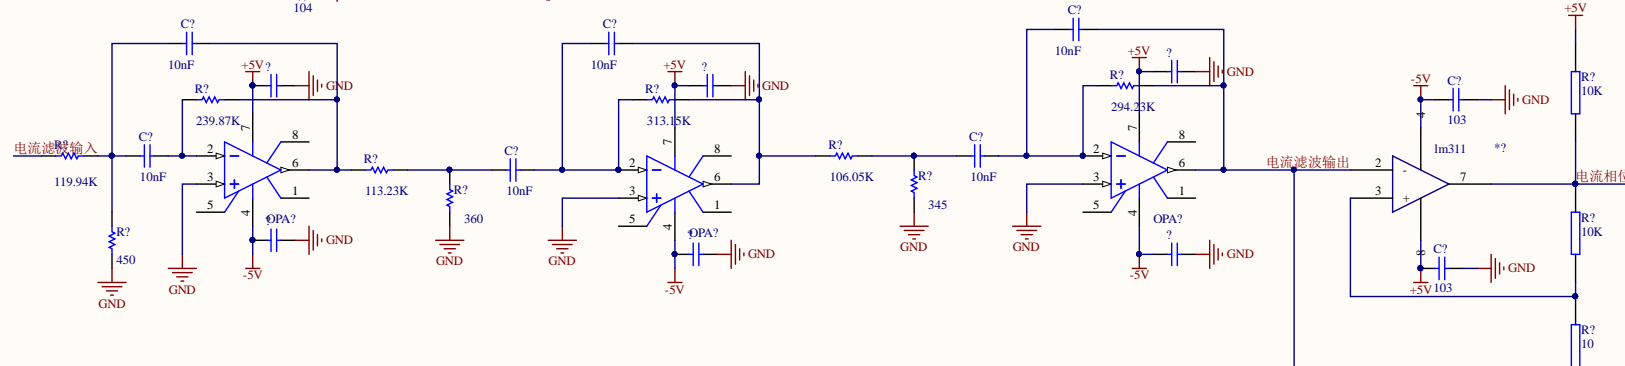 104
+5V
C?
10nF
C?
10nF
C?
10nF
+5V
?
GND
+5V
?
GND
+5V
?
GND
-5V
C?
GND
103
R?
10K
R?
239.87K
R?
313.15K
R?
294.23K
7
8
7
8
7
8
4
电流滤波输入
R?
119.94K
C?
10nF
2
6
3
1
5
4
R?
113.23K
C?
10nF
2
6
3
1
5
4
R?
106.05K
C?
10nF
2
6
3
1
5
4
电流滤波输出
lm311
*?
2
7
3
8
电流相位
R?
450
GND
GND
?
OPA?
GND
-5V
R?
360
GND
GND
?
OPA?
GND
-5V
R?
345
GND
GND
OPA?
?
GND
-5V
C?
GND
+5V
103
R?
10K
R?
10